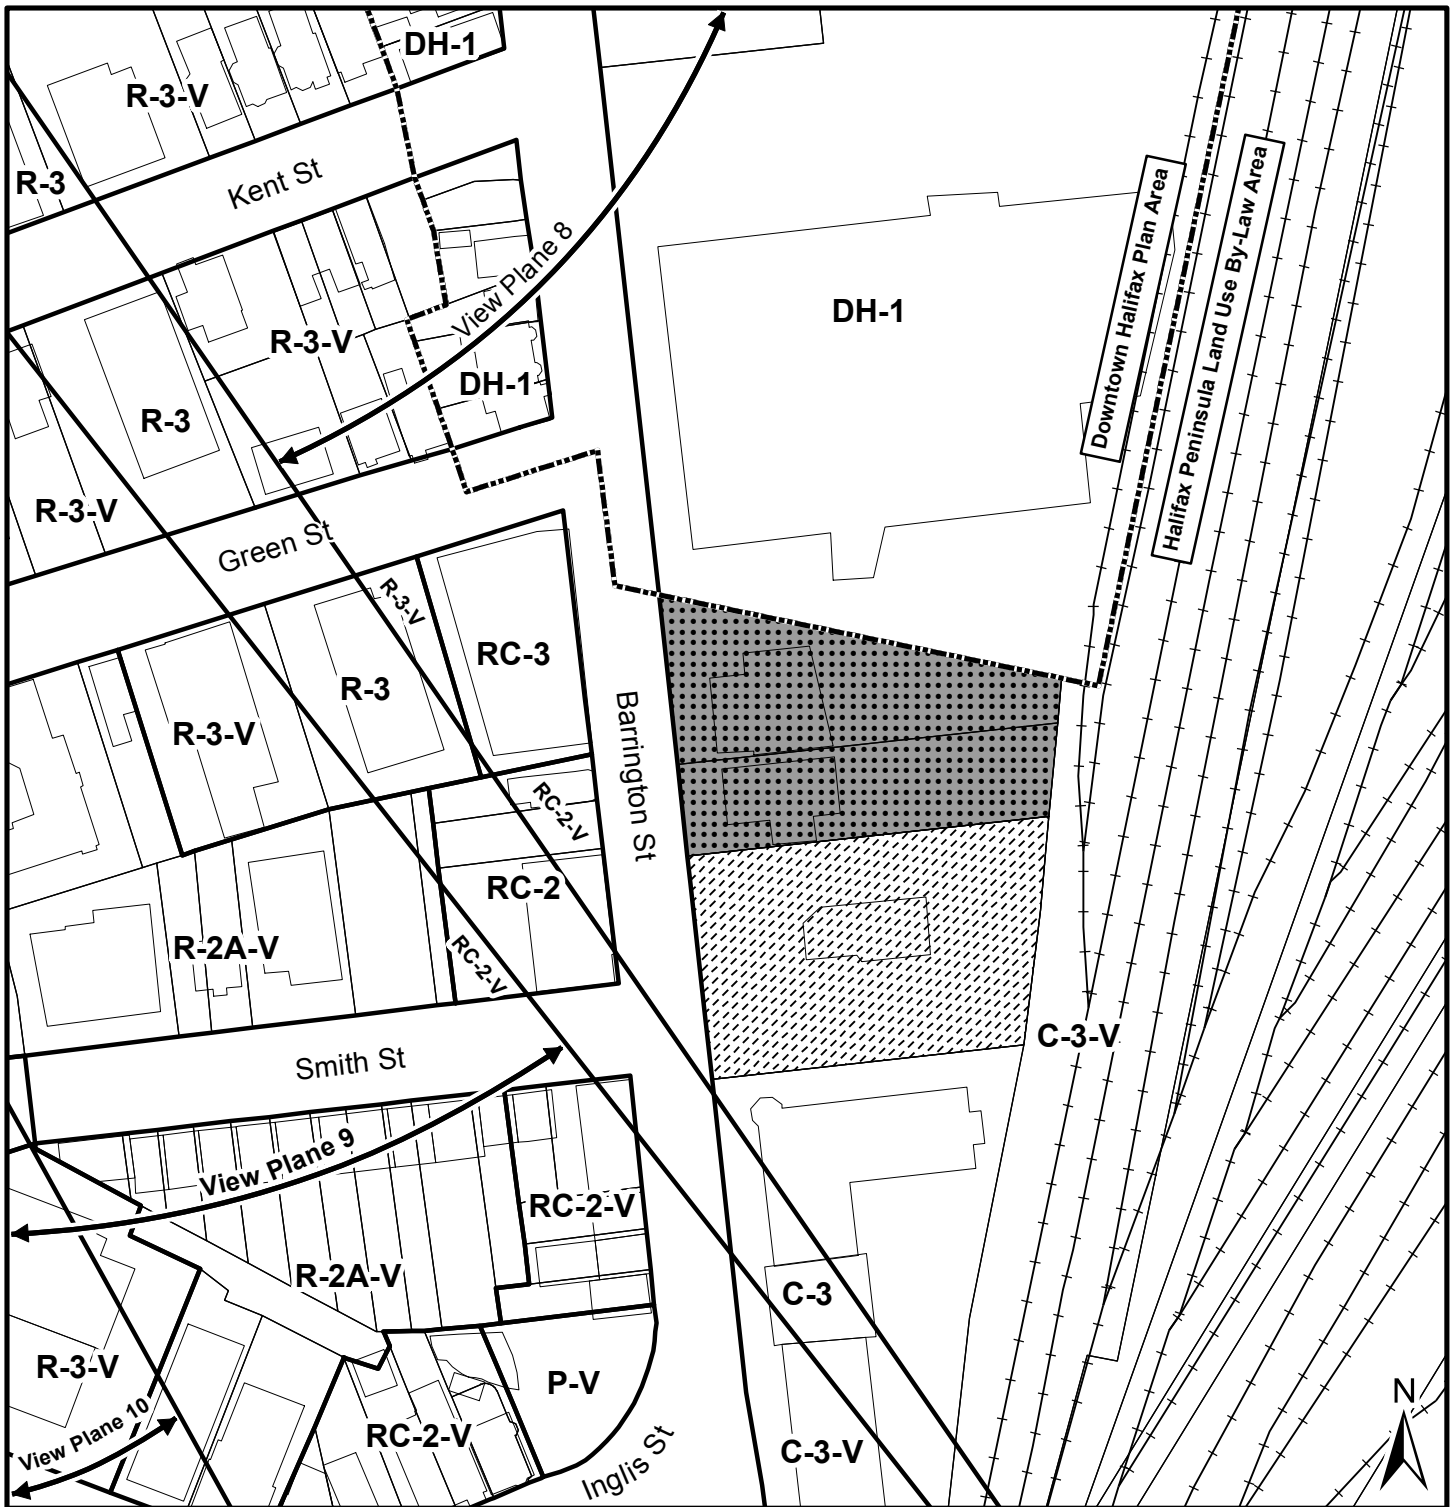 DH-1
R-3-V
R-3
Kent St
View Plane 8
DH-1
R-3-V
DH-1
R-3
R-3-V
Downtown Halifax Plan Area
Halifax Peninsula Land Use By-Law Area
Green St
R-3-V
RC-3
R-3
R-3-V
Barrington St
RC-2-V
RC-2
R-2A-V
RC-2-V
C-3-V
Smith St
View Plane 9
RC-2-V
R-2A-V
C-3
R-3-V
P-V
N
View Plane 10
RC-2-V
C-3-V
Inglis St